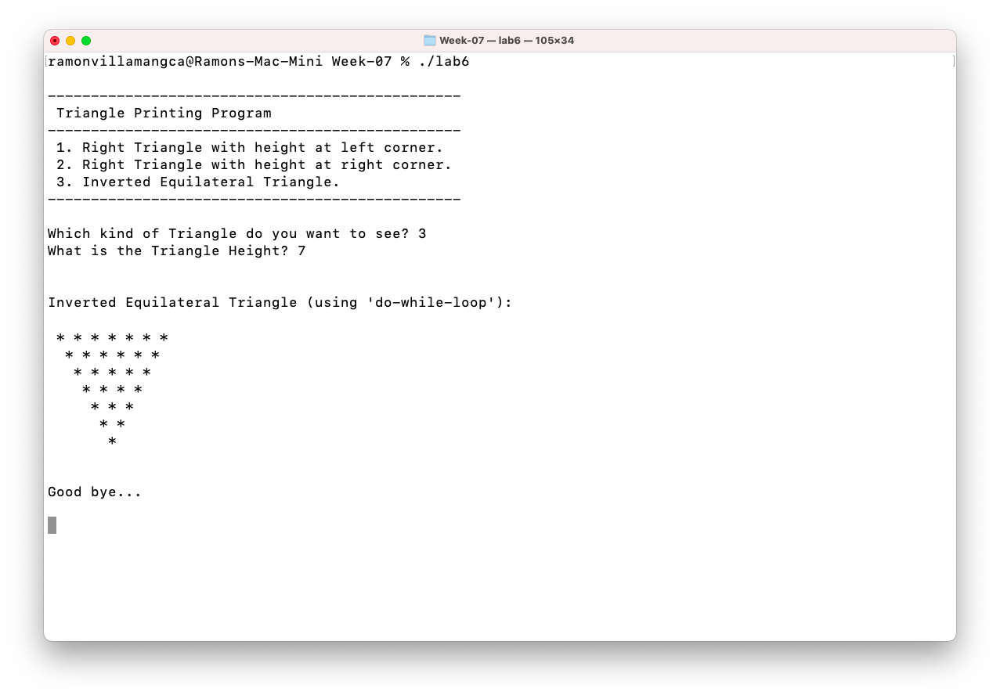 Week-07 — lab6 — 105×34
ramonvillamangca@Ramons-Mac-Mini Week-07 % ./lab6
------------------------------------------------
 Triangle Printing Program
------------------------------------------------
 1. Right Triangle with height at left corner.
 2. Right Triangle with height at right corner.
 3. Inverted Equilateral Triangle.
------------------------------------------------
Which kind of Triangle do you want to see? 3
What is the Triangle Height? 7
Inverted Equilateral Triangle (using 'do-while-loop'):
 * * * * * * *
  * * * * * *
   * * * * *
    * * * *
     * * *
      * *
       *
Good bye...